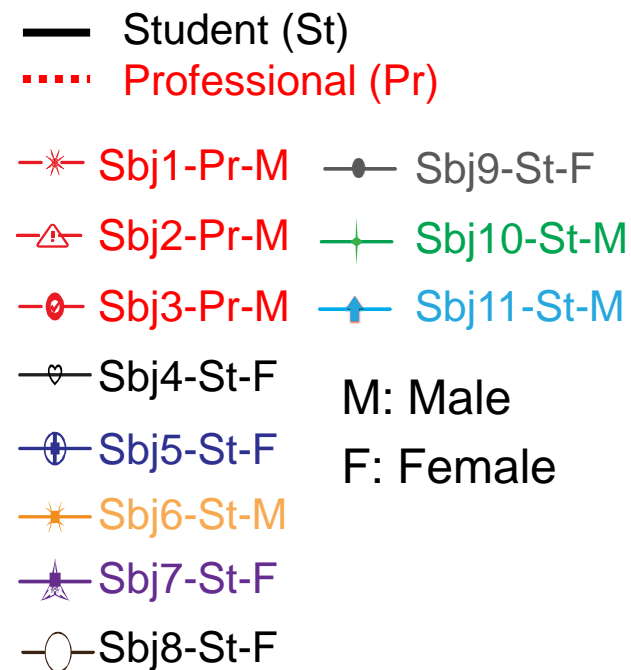 Student (St)
Professional (Pr)
Sbj1-Pr-M
Sbj2-Pr-M
Sbj3-Pr-M
Sbj4-St-F
Sbj5-St-F
Sbj6-St-M
Sbj7-St-F
Sbj8-St-F
Sbj9-St-F
Sbj10-St-M
Sbj11-St-M
M: Male
F: Female